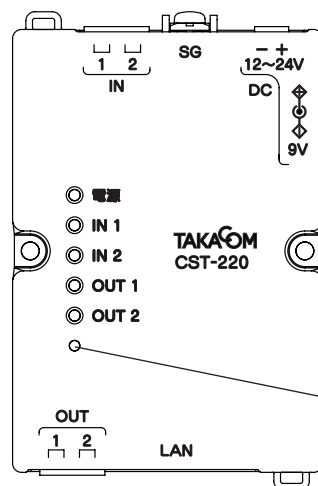 1 2
IN
SG
− +
12〜24V
DC
9V
電源
IN 1
IN 2
OUT 1
OUT 2
TAKACOM
CST-220
OUT
1 2
LAN